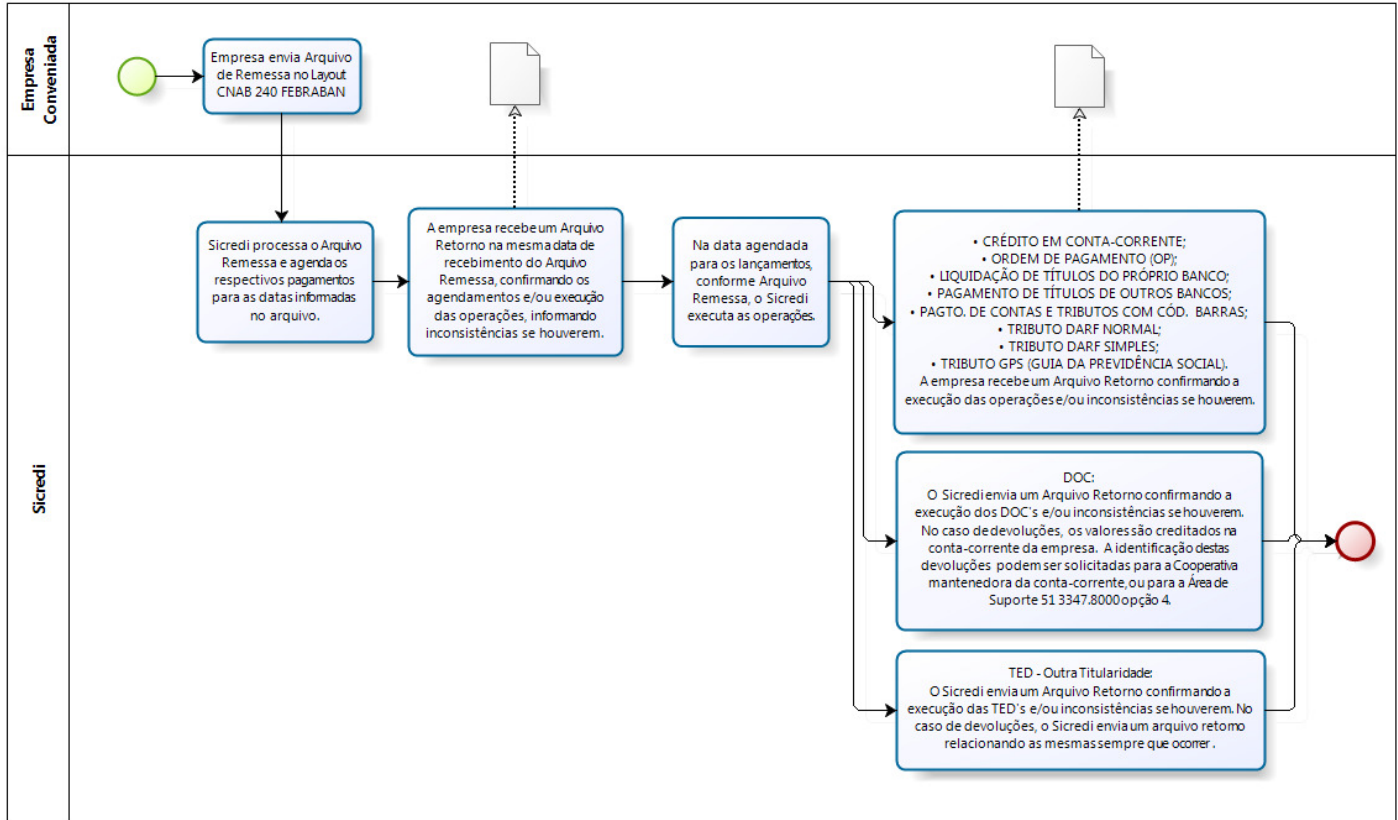 Empresa
Conveniada
Empresa envia Arquivo
de Remessa no Layout
CNAB 240 FEBRABAN
Sicredi
Sicredi processa o Arquivo
Remessa e agenda os
respectivos pagamentos
para as datas informadas
no arquivo.
A empresa recebe um Arquivo
Retorno na mesma data de
recebimento do Arquivo
Remessa, confirmando os
agendamentos e/ou execução
das operações, informando
inconsistências se houverem.
Na data agendada
para os lançamentos,
conforme Arquivo
Remessa, o Sicredi
executa as operações.
• CRÉDITO EM CONTA-CORRENTE;
• ORDEM DE PAGAMENTO (OP);
• LIQUIDAÇÃO DE TÍTULOS DO PRÓPRIO BANCO;
• PAGAMENTO DE TÍTULOS DE OUTROS BANCOS;
• PAGTO. DE CONTAS E TRIBUTOS COM CÓD. BARRAS;
• TRIBUTO DARF NORMAL;
• TRIBUTO DARF SIMPLES;
• TRIBUTO GPS (GUIA DA PREVIDÊNCIA SOCIAL).
A empresa recebe um Arquivo Retorno confirmando a
execução das operações e/ou inconsistências se houverem.
DOC:
O Sicredi envia um Arquivo Retorno confirmando a
execução dos DOC's e/ou inconsistências se houverem.
No caso de devoluções, os valores são creditados na
conta-corrente da empresa. A identificação destas
devoluções podem ser solicitadas para a Cooperativa
mantenedora da conta-corrente, ou para a Área de
Suporte 51 3347.8000 opção 4.
TED - Outra Titularidade:
O Sicredi envia um Arquivo Retorno confirmando a
execução das TED's e/ou inconsistências se houverem. No
caso de devoluções, o Sicredi envia um arquivo retorno
relacionando as mesmas sempre que ocorrer .